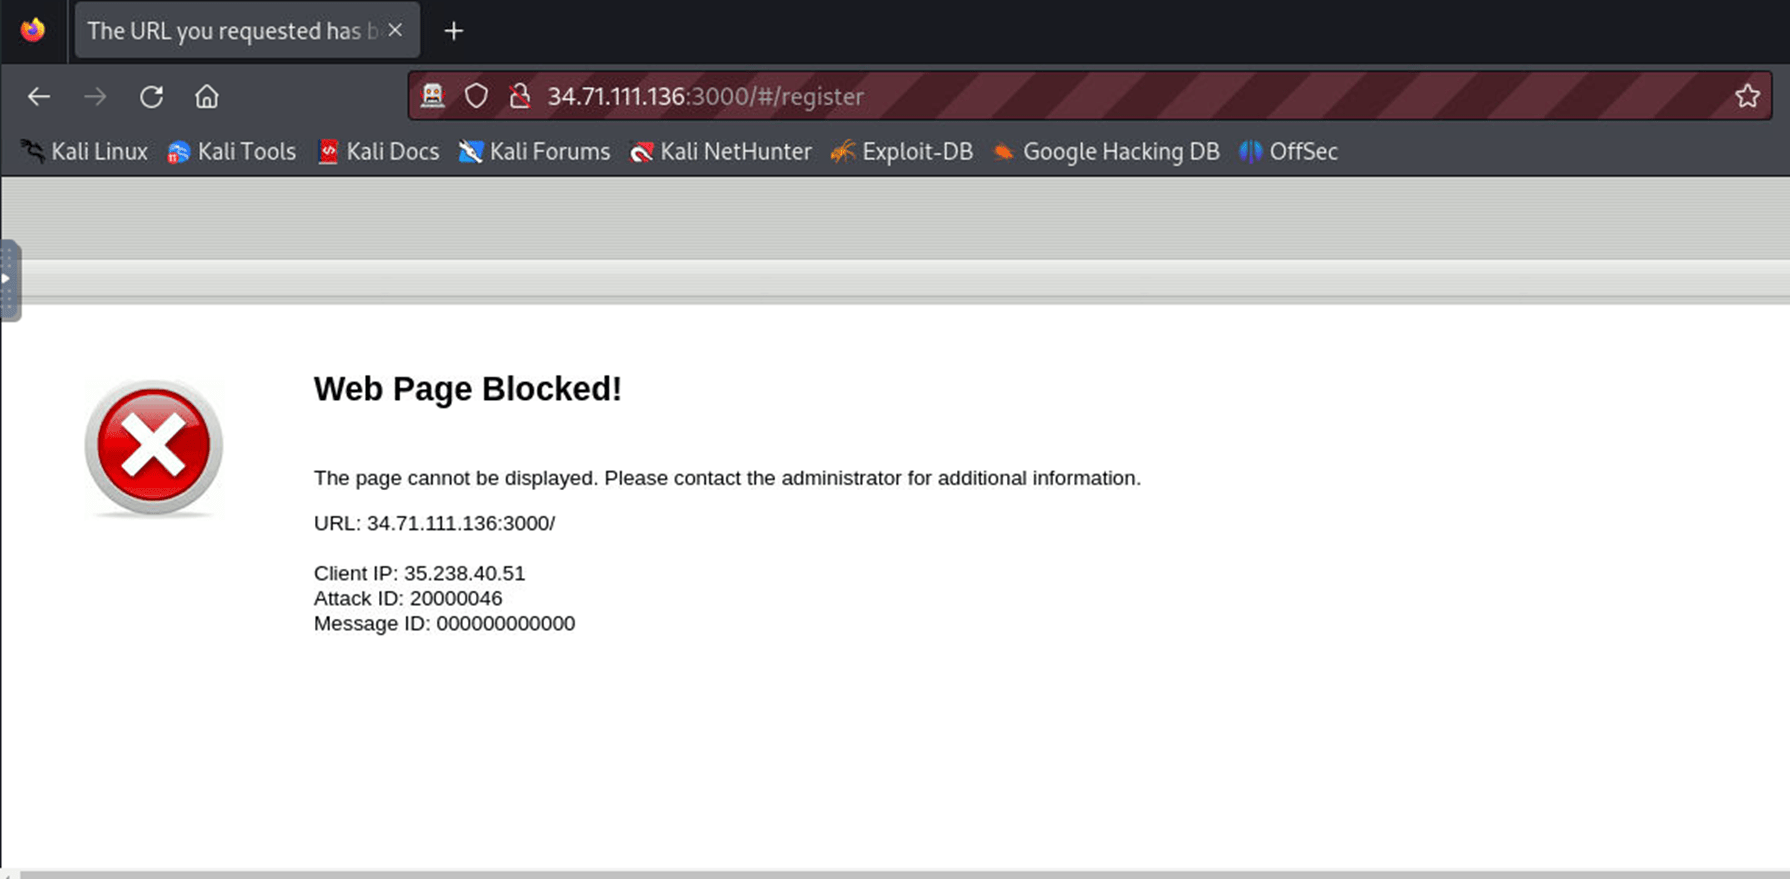 The URL you requested has b
34.71.111.136:3000/#/register
Kali Linux Kali Tools Kali Docs Kali Forums Kali NetHunter Exploit-DB Google Hacking DB OffSec
Web Page Blocked!
The page cannot be displayed. Please contact the administrator for additional information.
URL: 34.71.111.136:3000/
Client IP: 35.238.40.51
Attack ID: 20000046
Message ID: 000000000000